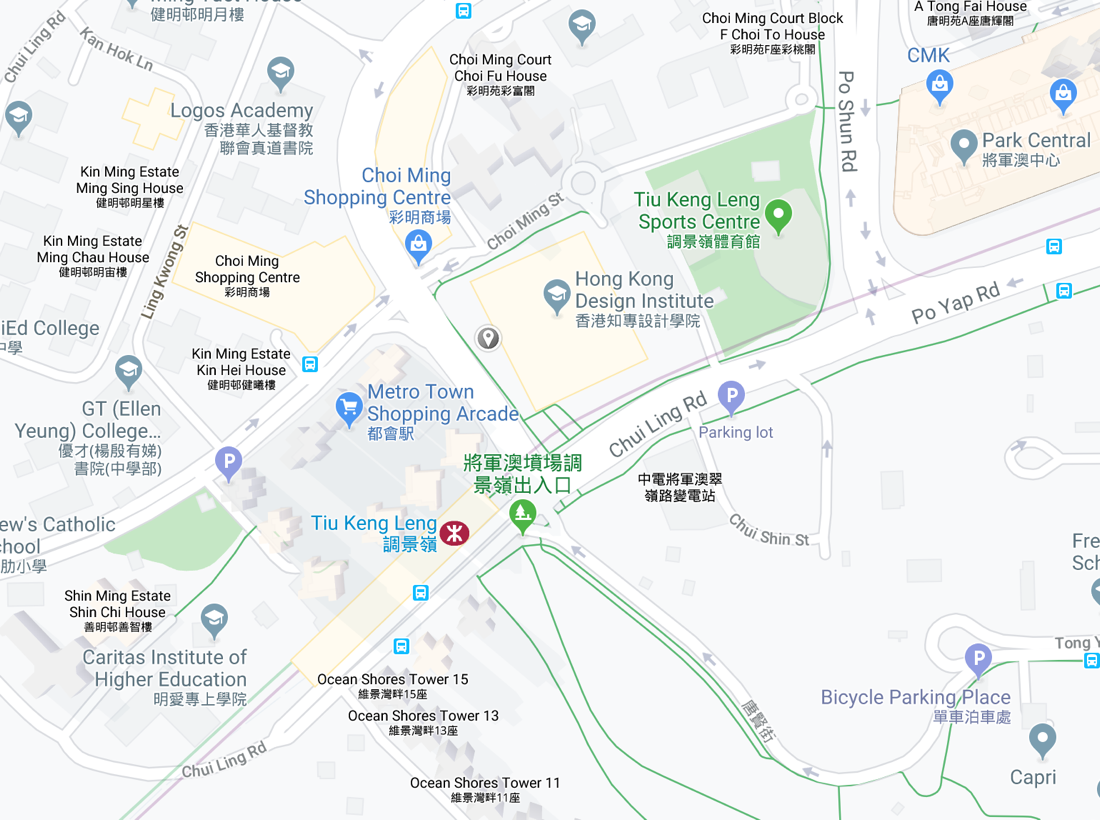 Ming Tust House
健明邨明月樓
Chui Ling Rd
Kan Hok Ln
Choi Ming Court
Choi Fu House
彩明苑彩富閣
Choi Ming Court Block
F Choi To House
彩明苑F座彩桃閣
A Tong Fai House
唐明苑A座唐輝閣
CMK
Po Shun Rd
Park Central
將軍澳中心
Logos Academy
香港華人基督教
聯會真道書院
Kin Ming Estate
Ming Sing House
健明邨明星樓
Choi Ming
Shopping Centre
彩明商場
Choi Ming St
Tiu Keng Leng
Sports Centre
調景嶺體育館
Kin Ming Estate
Ming Chau House
健明邨明宙樓
Ling Kwong St
Choi Ming
Shopping Centre
彩明商場
Hong Kong
Design Institute
香港知專設計學院
Po Yap Rd
iEd College
中學
Kin Ming Estate
Kin Hei House
健明邨健曦樓
GT (Ellen
Yeung) College...
優才(楊殷有娣)
書院(中學部)
P
Metro Town
Shopping Arcade
都會駅
Chui Ling Rd
P
Parking lot
將軍澳墳場調
景嶺出入口
中電將軍澳翠
嶺路變電站
Chui Shin St
Tiu Keng Leng
調景嶺
ew's Catholic
chool
肋小學
Fre
Sch
Shin Ming Estate
Shin Chi House
善明邨善智樓
Caritas Institute of
Higher Education
明愛專上學院
Ocean Shores Tower 15
維景灣畔15座
Ocean Shores Tower 13
維景灣畔13座
Ocean Shores Tower 11
維景灣畔11座
Chui Ling Rd
唐賢街
Tong Y
P
Bicycle Parking Place
單車泊車處
Capri